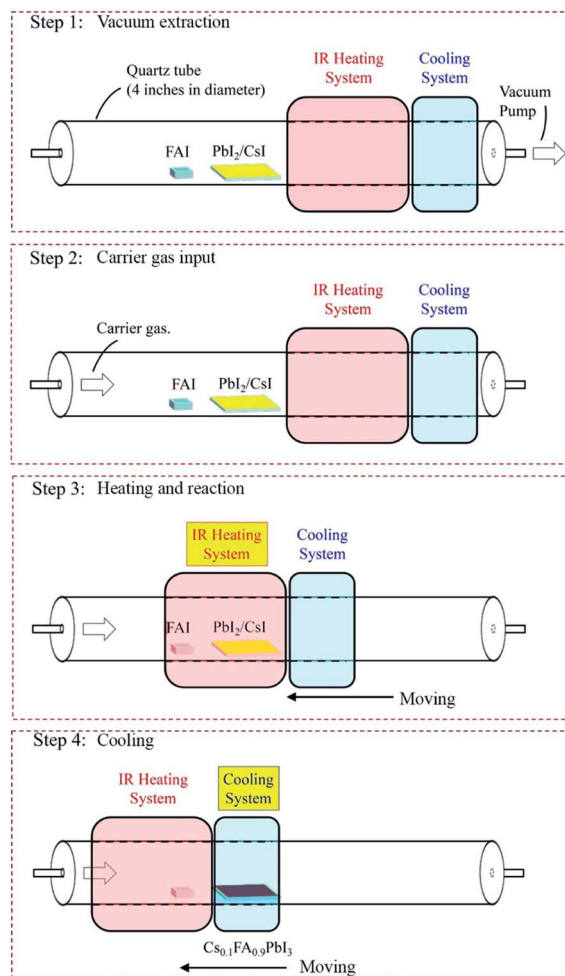 Step 1: Vacuum extraction
IR Heating
System
Cooling
System
Quartz tube
(4 inches in diameter)
Vacuum
Pump
FAI
PbI₂/CsI
Step 2: Carrier gas input
IR Heating
System
Cooling
System
Carrier gas.
FAI
PbI₂/CsI
Step 3: Heating and reaction
IR Heating
System
Cooling
System
FAI
PbI₂/CsI
Moving
Step 4: Cooling
IR Heating
System
Cooling
System
Cs₀.₁FA₀.₉PbI₃
Moving